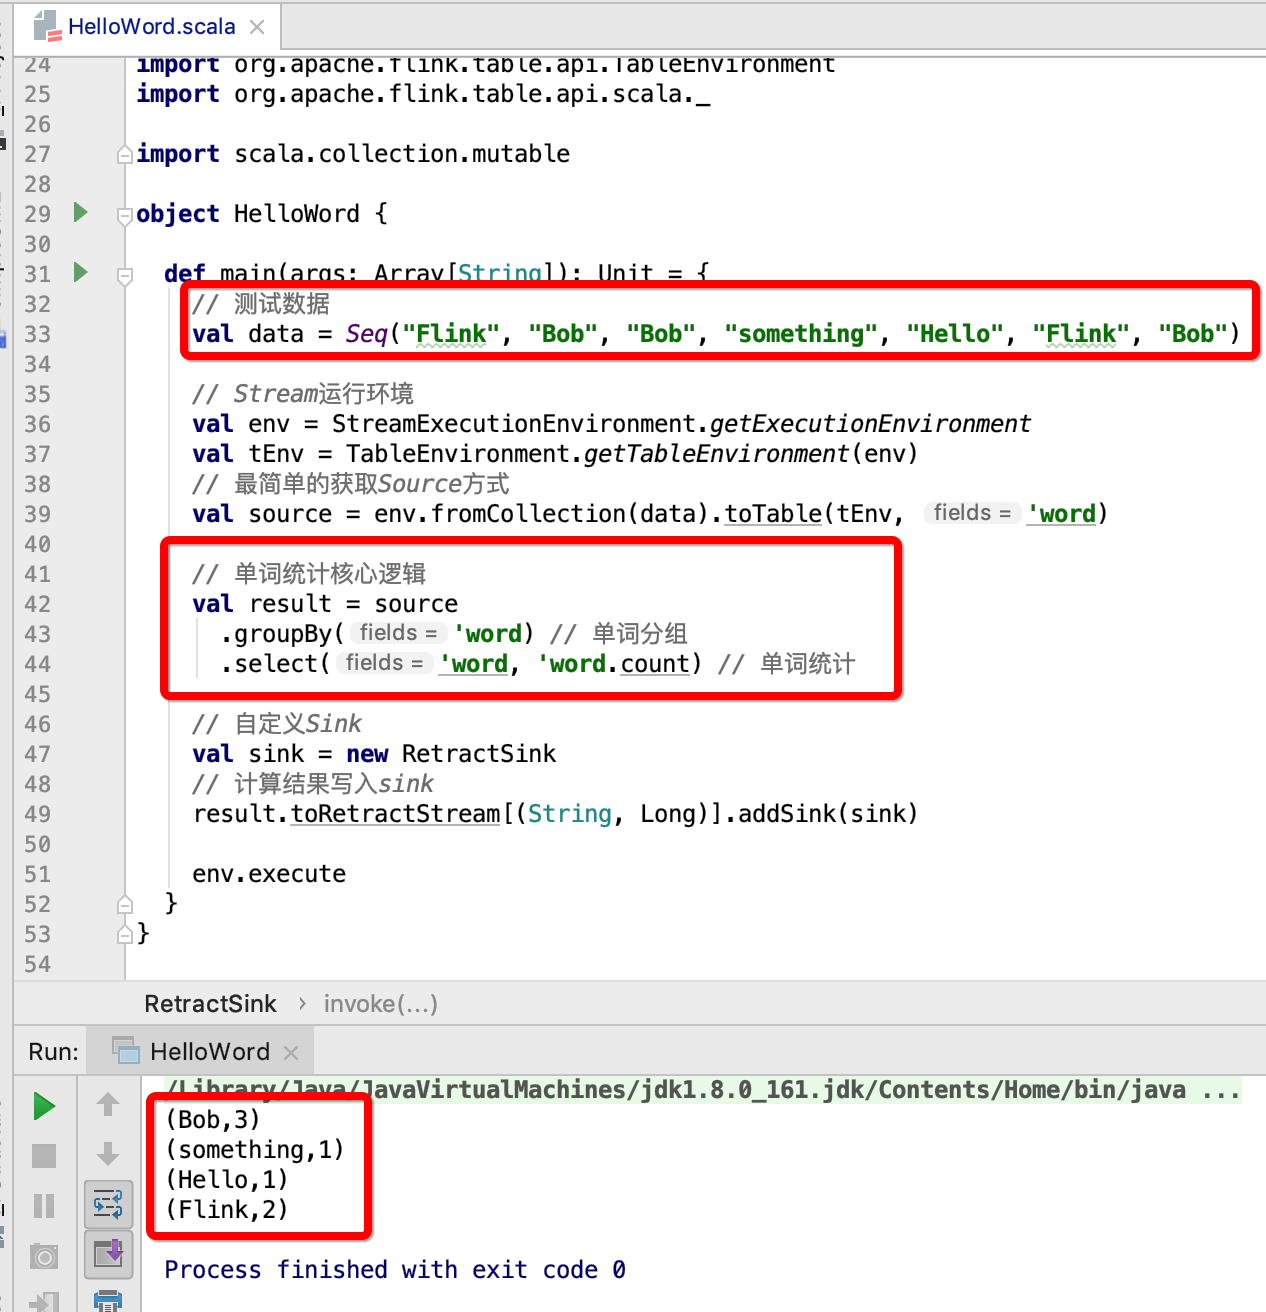 HelloWord.scala
24 import org.apache.flink.table.api.TableEnvironment
25 import org.apache.flink.table.api.scala._
26
27 import scala.collection.mutable
28
29 object HelloWord {
30
31 def main(args: Array[String]): Unit = {
32 // 测试数据
33 val data = Seq("Flink", "Bob", "Bob", "something", "Hello", "Flink", "Bob")
34
35 // Stream运行环境
36 val env = StreamExecutionEnvironment.getExecutionEnvironment
37 val tEnv = TableEnvironment.getTableEnvironment(env)
38 // 最简单的获取Source方式
39 val source = env.fromCollection(data).toTable(tEnv, fields = 'word)
40
41 // 单词统计核心逻辑
42 val result = source
43 .groupBy( fields = 'word) // 单词分组
44 .select( fields = 'word, 'word.count) // 单词统计
45
46 // 自定义Sink
47 val sink = new RetractSink
48 // 计算结果写入sink
49 result.toRetractStream[(String, Long)].addSink(sink)
50
51 env.execute
52 }
53 }
54
RetractSink › invoke(...)
Run: HelloWord
/Library/Java/JavaVirtualMachines/jdk1.8.0_161.jdk/Contents/Home/bin/java ...
(Bob,3)
(something,1)
(Hello,1)
(Flink,2)
Process finished with exit code 0